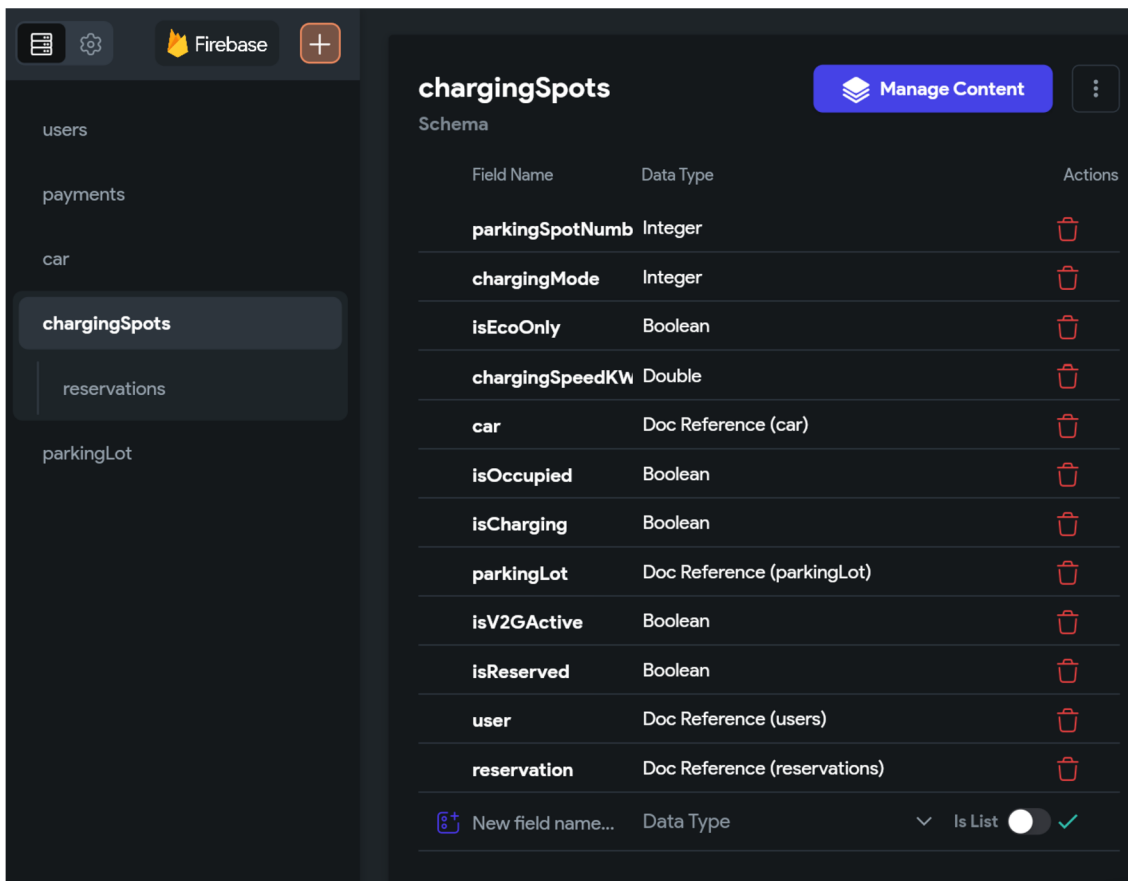 Firebase
users
payments
car
chargingSpots
reservations
parkingLot
chargingSpots
Manage Content
Schema
Field Name Data Type Actions
parkingSpotNumb Integer
chargingMode Integer
isEcoOnly Boolean
chargingSpeedKW Double
car Doc Reference (car)
isOccupied Boolean
isCharging Boolean
parkingLot Doc Reference (parkingLot)
isV2GActive Boolean
isReserved Boolean
user Doc Reference (users)
reservation Doc Reference (reservations)
New field name... Data Type Is List